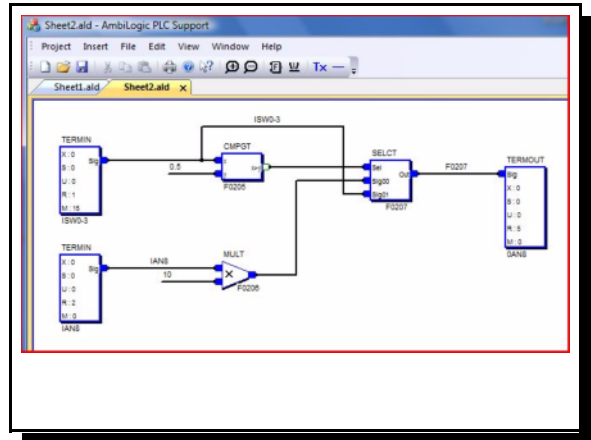 Sheet2.ald - AmbiLogic PLC Support
Project Insert File Edit View Window Help
Tx
Sheet1.ald Sheet2.ald x
ISW0-3
TERMIN
X : 0
S : 0
U : 0
R : 1
M : 15
Sig
ISW0-3
0.5
CMPGT
F0205
SELCT
Sel
Sig00
Sig01
Out
F0207
F0207
TERMOUT
Sig
X : 0
S : 0
U : 0
R : 5
M : 0
0AN8
TERMIN
X : 0
S : 0
U : 0
R : 2
M : 0
Sig
IAN8
IAN8
10
MULT
X
F0206